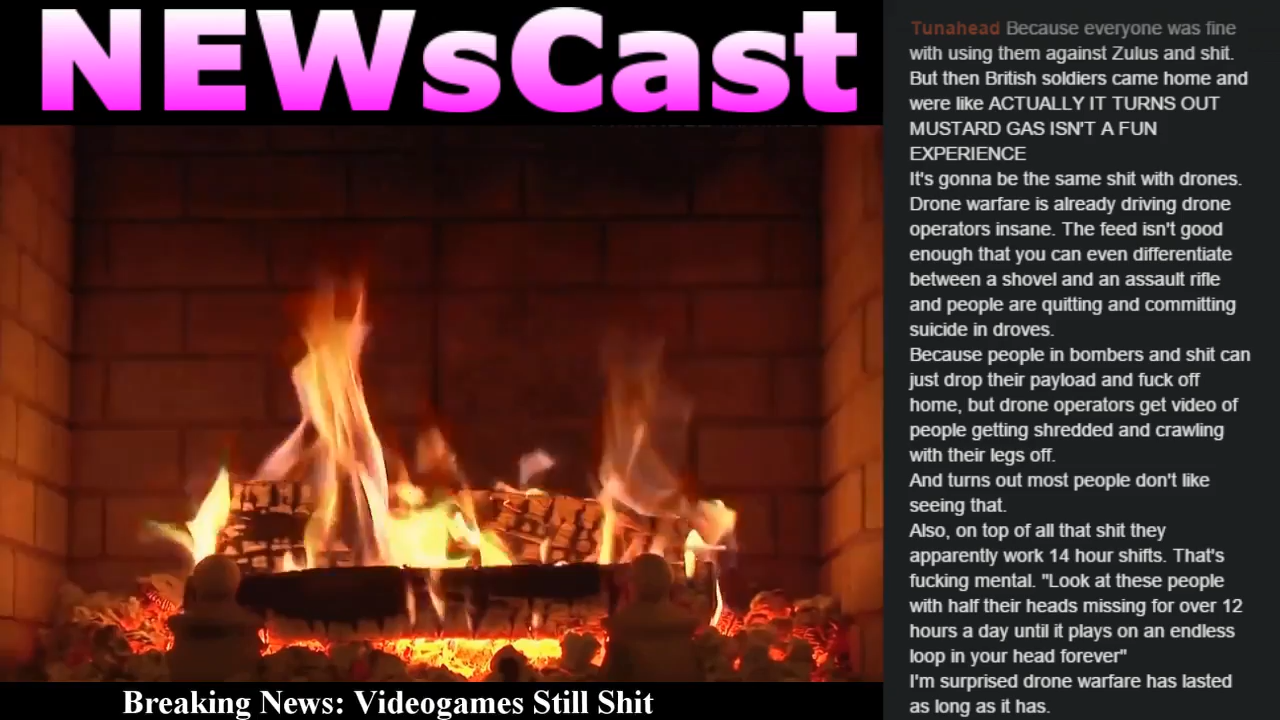 NEWsCast
Breaking News: Videogames Still Shit
Tunahead Because everyone was fine
with using them against Zulus and shit.
But then British soldiers came home and
were like ACTUALLY IT TURNS OUT
MUSTARD GAS ISN'T A FUN
EXPERIENCE
It's gonna be the same shit with drones.
Drone warfare is already driving drone
operators insane. The feed isn't good
enough that you can even differentiate
between a shovel and an assault rifle
and people are quitting and committing
suicide in droves.
Because people in bombers and shit can
just drop their payload and fuck off
home, but drone operators get video of
people getting shredded and crawling
with their legs off.
And turns out most people don't like
seeing that.
Also, on top of all that shit they
apparently work 14 hour shifts. That's
fucking mental. "Look at these people
with half their heads missing for over 12
hours a day until it plays on an endless
loop in your head forever"
I'm surprised drone warfare has lasted
as long as it has.